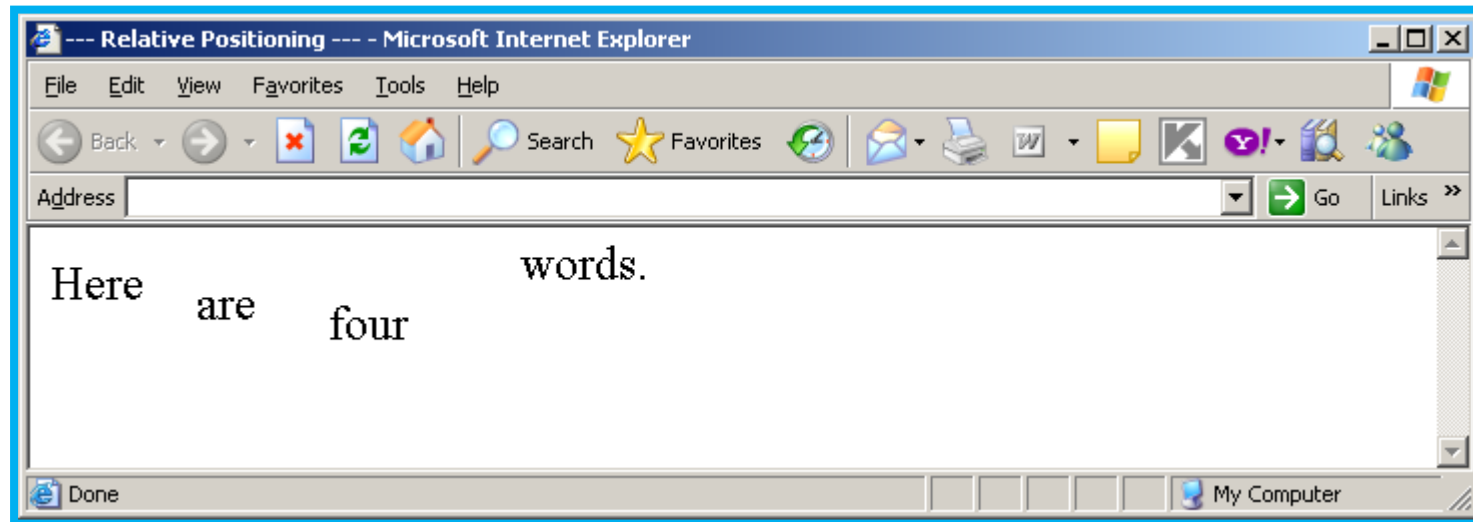 --- Relative Positioning --- - Microsoft Internet Explorer
File Edit View Favorites Tools Help
Back Search Favorites W K Y!
Address Go Links »
Here are four words.
Done My Computer